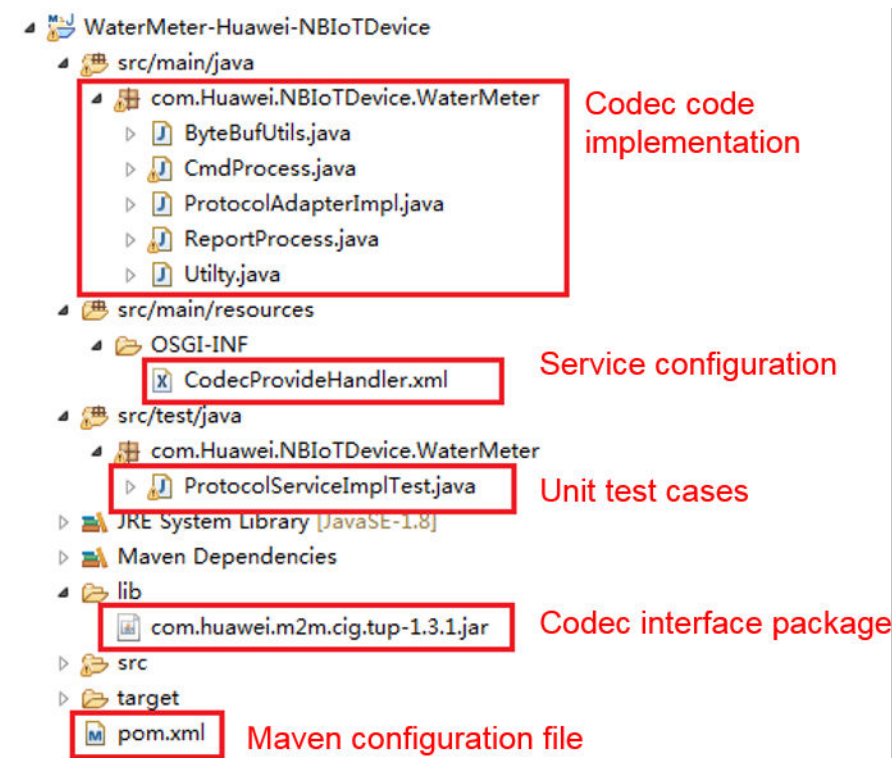 WaterMeter-Huawei-NBIoTDevice
src/main/java
com.Huawei.NBIoTDevice.WaterMeter
ByteBufUtils.java
CmdProcess.java
ProtocolAdapterImpl.java
ReportProcess.java
Utilty.java
Codec code
implementation
src/main/resources
OSGI-INF
CodecProvideHandler.xml
Service configuration
src/test/java
com.Huawei.NBIoTDevice.WaterMeter
ProtocolServiceImplTest.java
Unit test cases
JRE System Library [JavaSE-1.8]
Maven Dependencies
lib
com.huawei.m2m.cig.tup-1.3.1.jar
Codec interface package
src
target
pom.xml
Maven configuration file